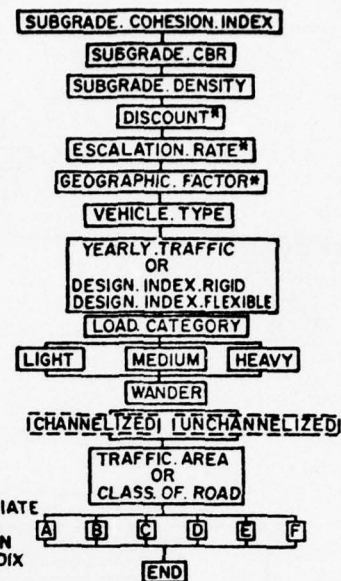 SUBGRADE. COHESION. INDEX
SUBGRADE. CBR
SUBGRADE. DENSITY
DISCOUNT*
ESCALATION. RATE*
GEOGRAPHIC. FACTOR*
VEHICLE. TYPE
YEARLY. TRAFFIC
OR
DESIGN. INDEX. RIGID
DESIGN. INDEX. FLEXIBLE
LOAD. CATEGORY
LIGHT MEDIUM HEAVY
WANDER
CHANNELIZED UNCHANNELIZED
TRAFFIC. AREA
OR
CLASS. OF. ROAD
A B C D E F
END